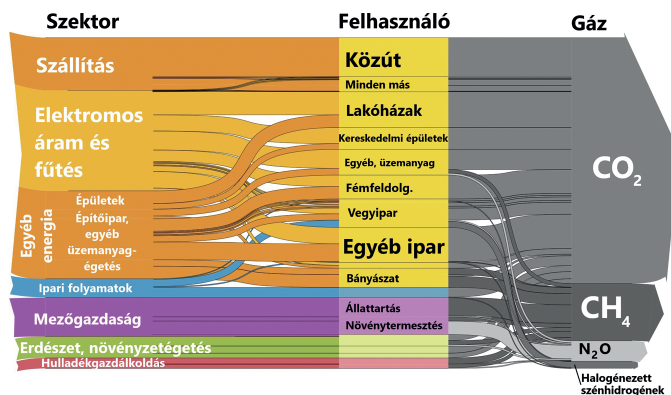 Szektor
Felhasználó
Gáz
Szállítás
Elektromos
áram és
fűtés
Egyéb
energia
Épületek
Építőipar,
egyéb
üzemanyag-
égetés
Ipari folyamatok
Mezőgazdaság
Erdészet, növényzetégetés
Hulladékgazdálkoldás
Közút
Minden más
Lakóházak
Kereskedelmi épületek
Egyéb, üzemanyag
Fémfeldolg.
Vegyipar
Egyéb ipar
Bányászat
Állattartás
Növénytermesztés
CO₂
CH₄
N₂O
Halogénezett
szénhidrogének